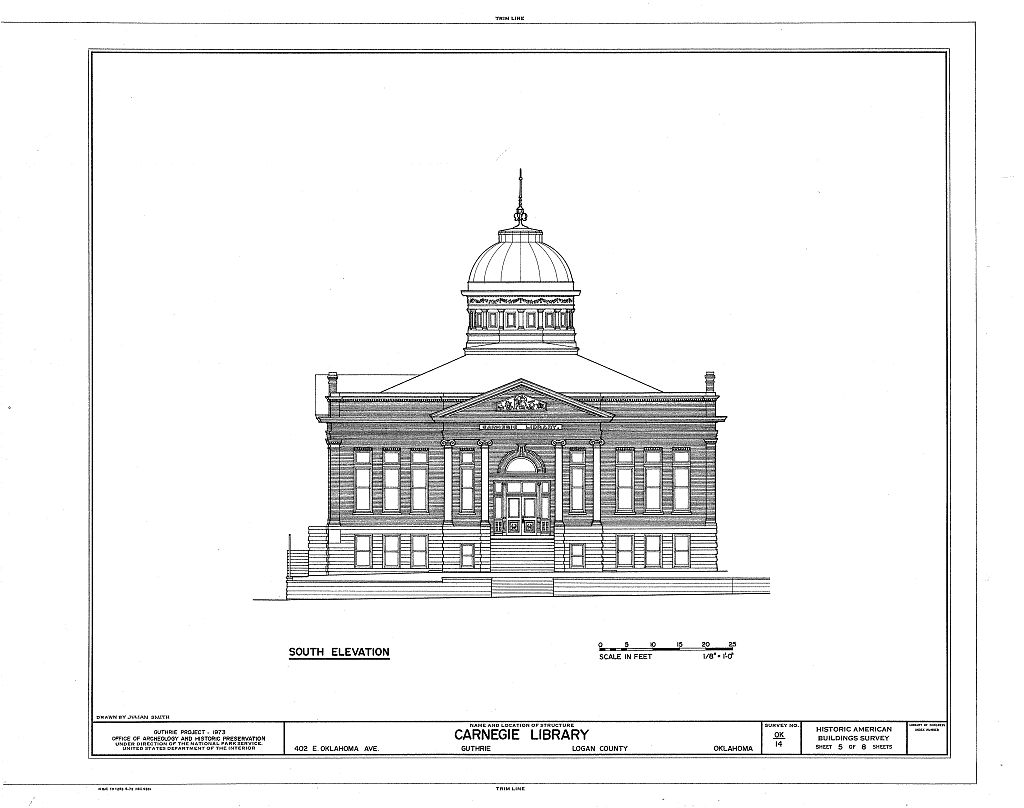 TRIM LINE
CARNEGIE LIBRARY
SOUTH ELEVATION
0 5 10 15 20 25
SCALE IN FEET 1/8" = 1'-0"
DRAWN BY JULIAN SMITH
GUTHRIE PROJECT - 1973
OFFICE OF ARCHEOLOGY AND HISTORIC PRESERVATION
UNDER DIRECTION OF THE NATIONAL PARK SERVICE,
UNITED STATES DEPARTMENT OF THE INTERIOR
402 E. OKLAHOMA AVE.
NAME AND LOCATION OF STRUCTURE
CARNEGIE LIBRARY
GUTHRIE LOGAN COUNTY OKLAHOMA
SURVEY NO.
OK
14
HISTORIC AMERICAN
BUILDINGS SURVEY
SHEET 5 OF 8 SHEETS
LIBRARY OF CONGRESS
INDEX NUMBER
TRIM LINE